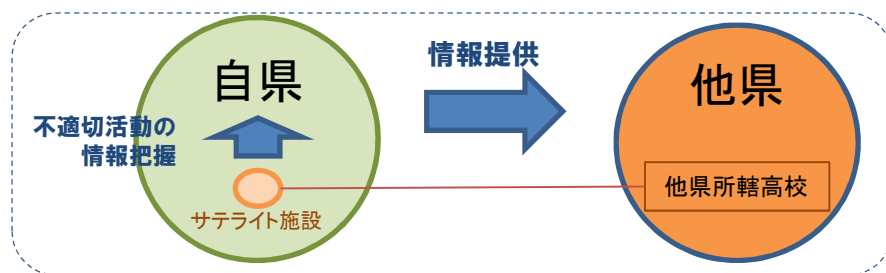 情報提供
自県
他県
不適切活動の
情報把握
サテライト施設
他県所轄高校